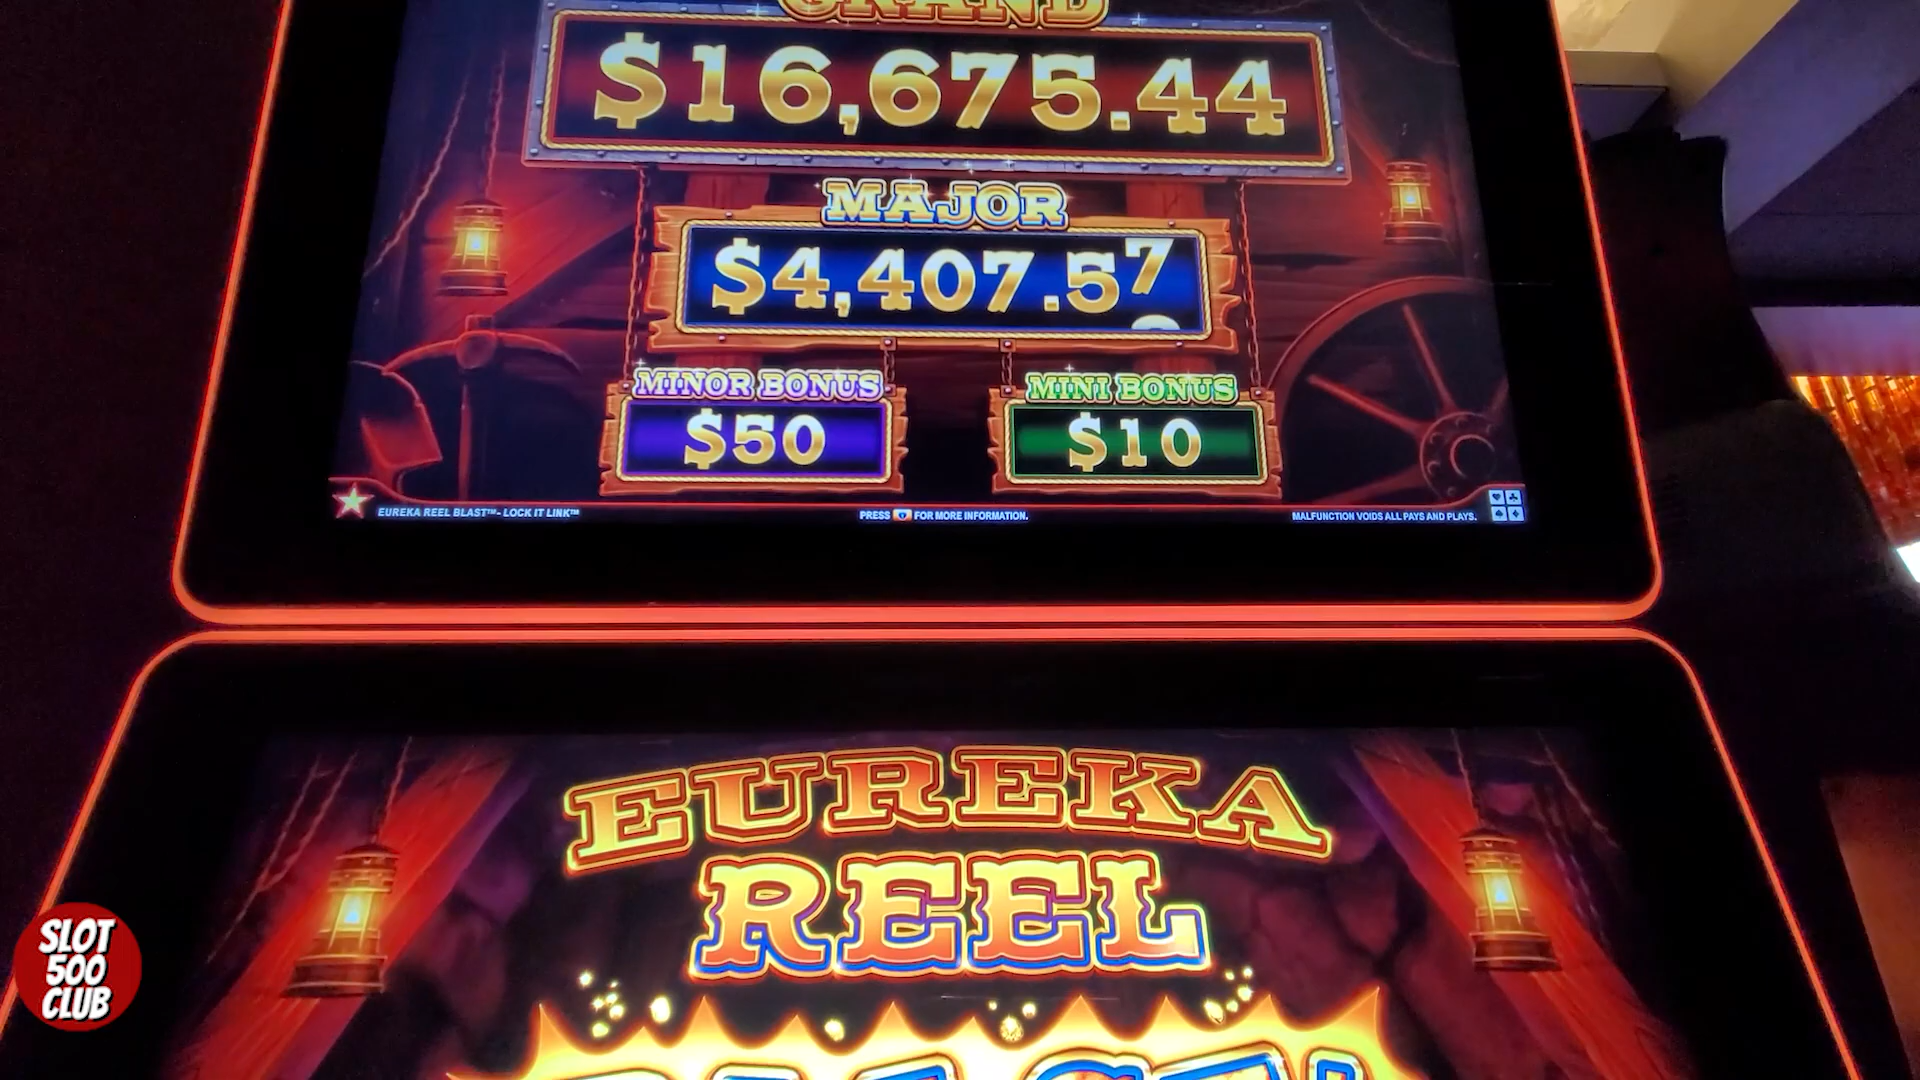 GRAND
$16,675.44
MAJOR
$4,407.57
MINOR BONUS
MINI BONUS
$50
$10
EUREKA REEL BLAST™ - LOCK IT LINK™
PRESS FOR MORE INFORMATION.
MALFUNCTION VOIDS ALL PAYS AND PLAYS.
EUREKA
REEL
SLOT
500
CLUB